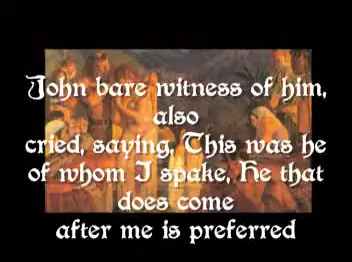 John bare witness of him,
also
cried, saying, This was he
of whom I spake, He that
does come
after me is preferred